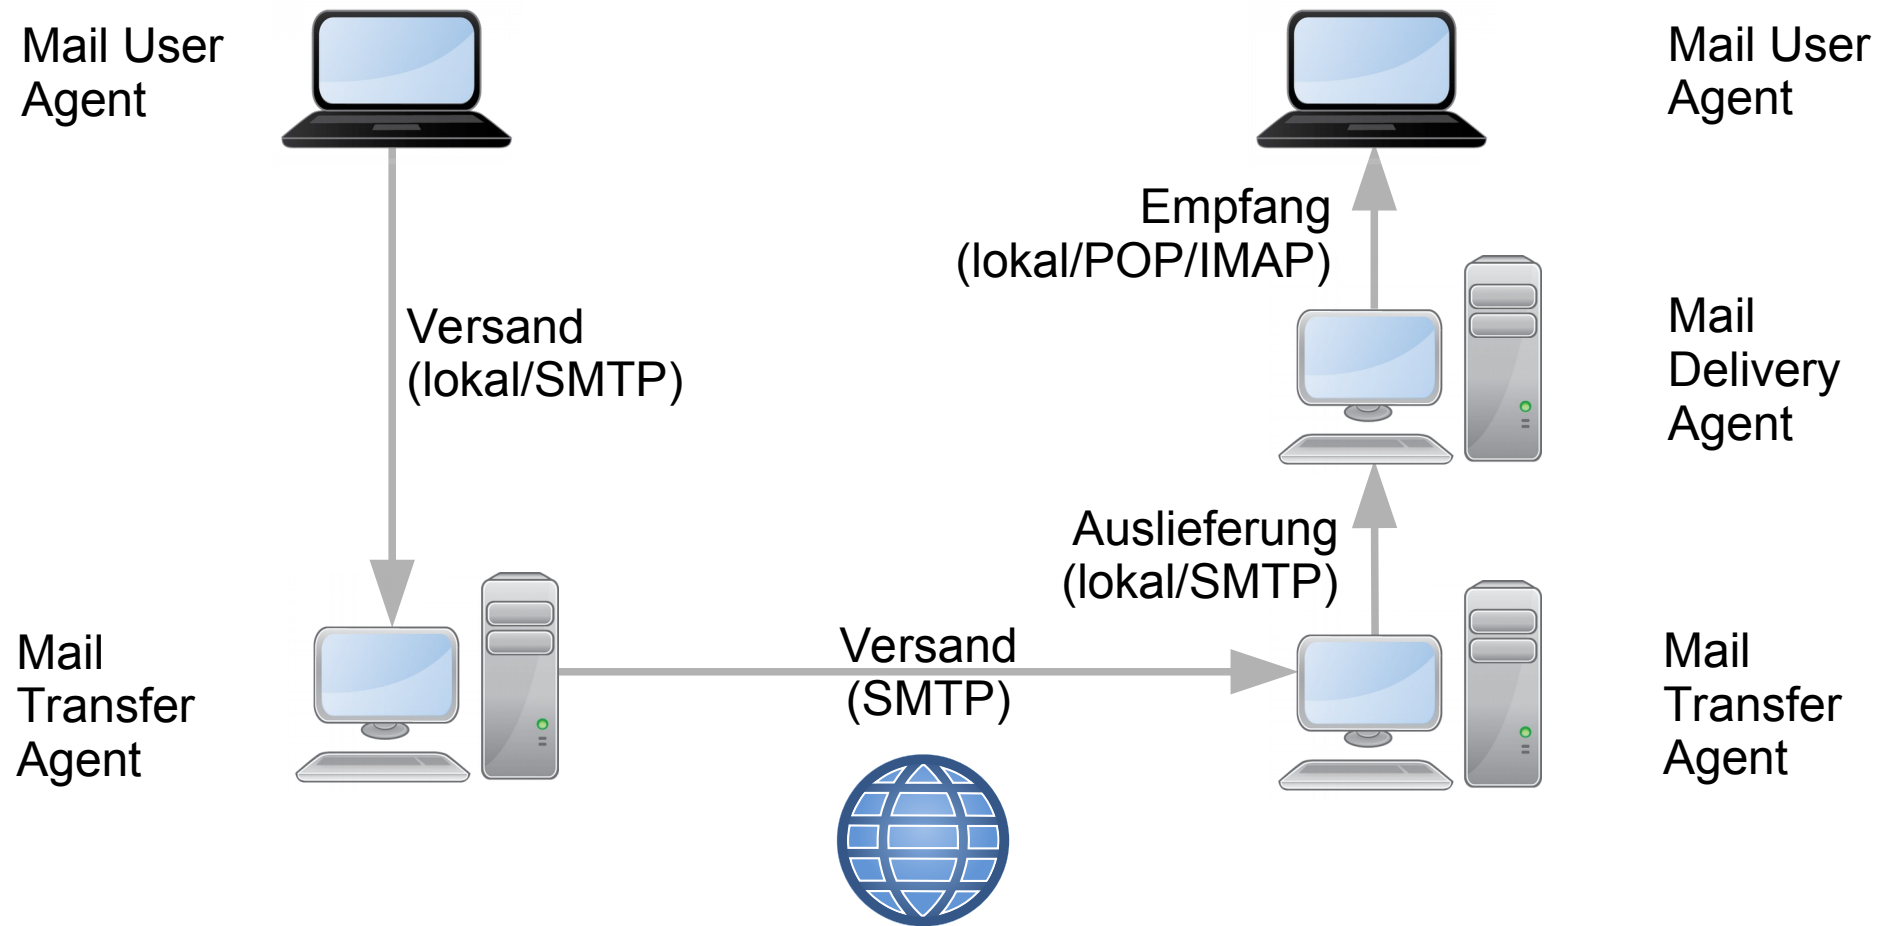 Mail User
Agent
Mail User
Agent
Empfang
(lokal/POP/IMAP)
Versand
(lokal/SMTP)
Mail
Delivery
Agent
Auslieferung
(lokal/SMTP)
Mail
Transfer
Agent
Versand
(SMTP)
Mail
Transfer
Agent